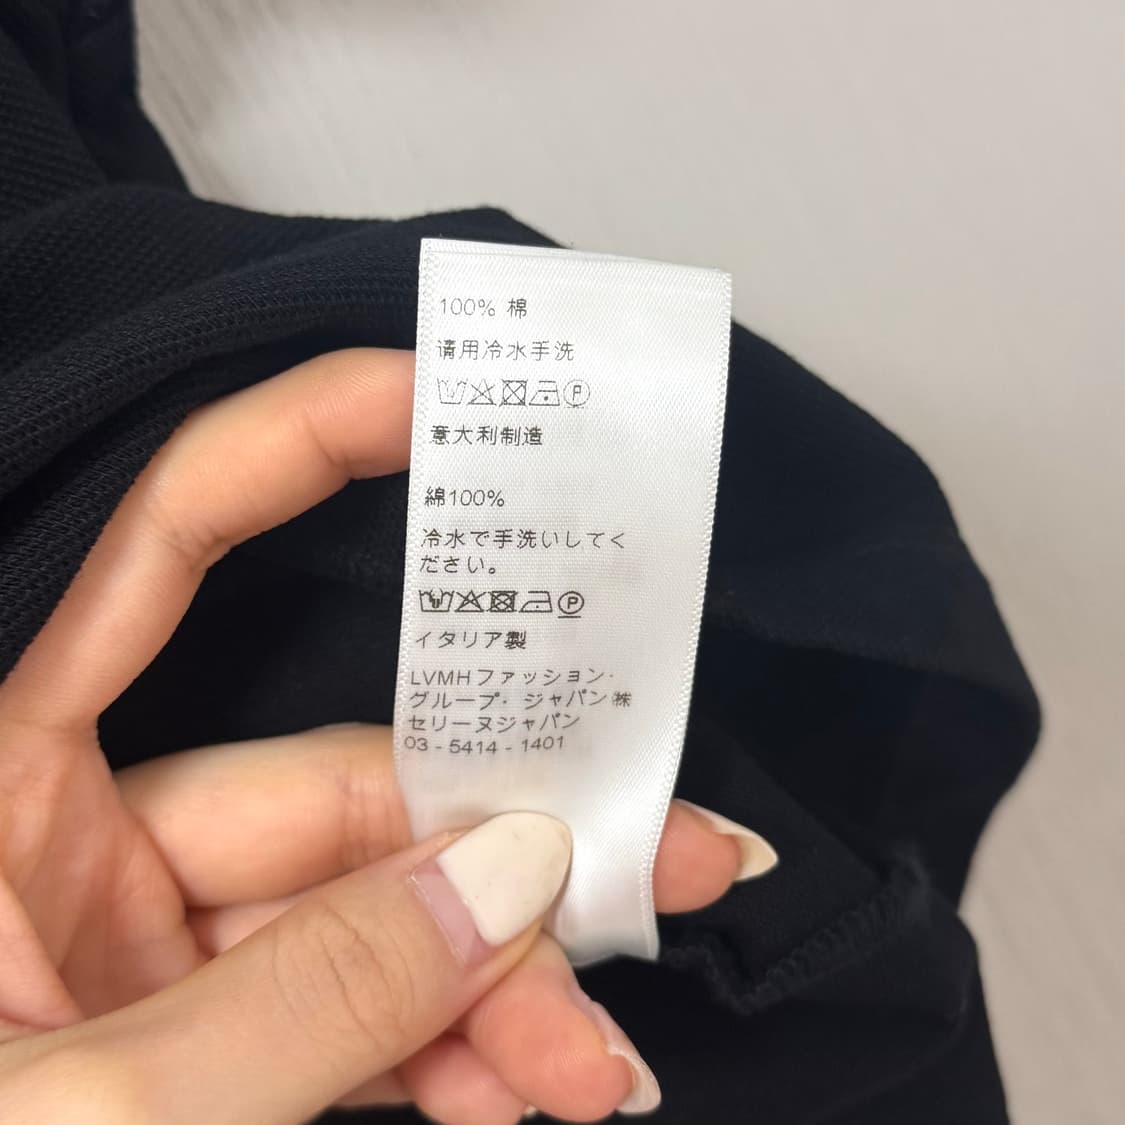 100% 棉
请用冷水手洗
P
意大利制造
綿100%
冷水で手洗いしてく
ださい。
P
イタリア製
LVMHファッション·
グループ· ジャパン㈱
セリーヌジャパン
03 - 5414 - 1401